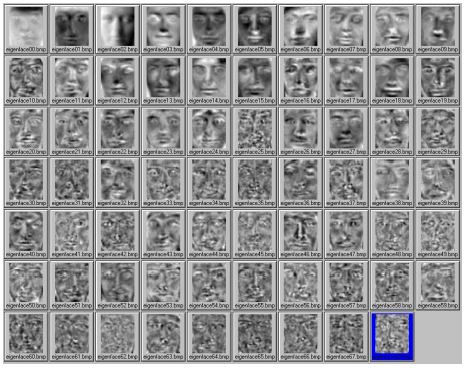 eigenface00.bmp eigenface01.bmp eigenface02.bmp eigenface03.bmp eigenface04.bmp eigenface05.bmp eigenface06.bmp eigenface07.bmp eigenface08.bmp eigenface09.bmp
eigenface10.bmp eigenface11.bmp eigenface12.bmp eigenface13.bmp eigenface14.bmp eigenface15.bmp eigenface16.bmp eigenface17.bmp eigenface18.bmp eigenface19.bmp
eigenface20.bmp eigenface21.bmp eigenface22.bmp eigenface23.bmp eigenface24.bmp eigenface25.bmp eigenface26.bmp eigenface27.bmp eigenface28.bmp eigenface29.bmp
eigenface30.bmp eigenface31.bmp eigenface32.bmp eigenface33.bmp eigenface34.bmp eigenface35.bmp eigenface36.bmp eigenface37.bmp eigenface38.bmp eigenface39.bmp
eigenface40.bmp eigenface41.bmp eigenface42.bmp eigenface43.bmp eigenface44.bmp eigenface45.bmp eigenface46.bmp eigenface47.bmp eigenface48.bmp eigenface49.bmp
eigenface50.bmp eigenface51.bmp eigenface52.bmp eigenface53.bmp eigenface54.bmp eigenface55.bmp eigenface56.bmp eigenface57.bmp eigenface58.bmp eigenface59.bmp
eigenface60.bmp eigenface61.bmp eigenface62.bmp eigenface63.bmp eigenface64.bmp eigenface65.bmp eigenface66.bmp eigenface67.bmp